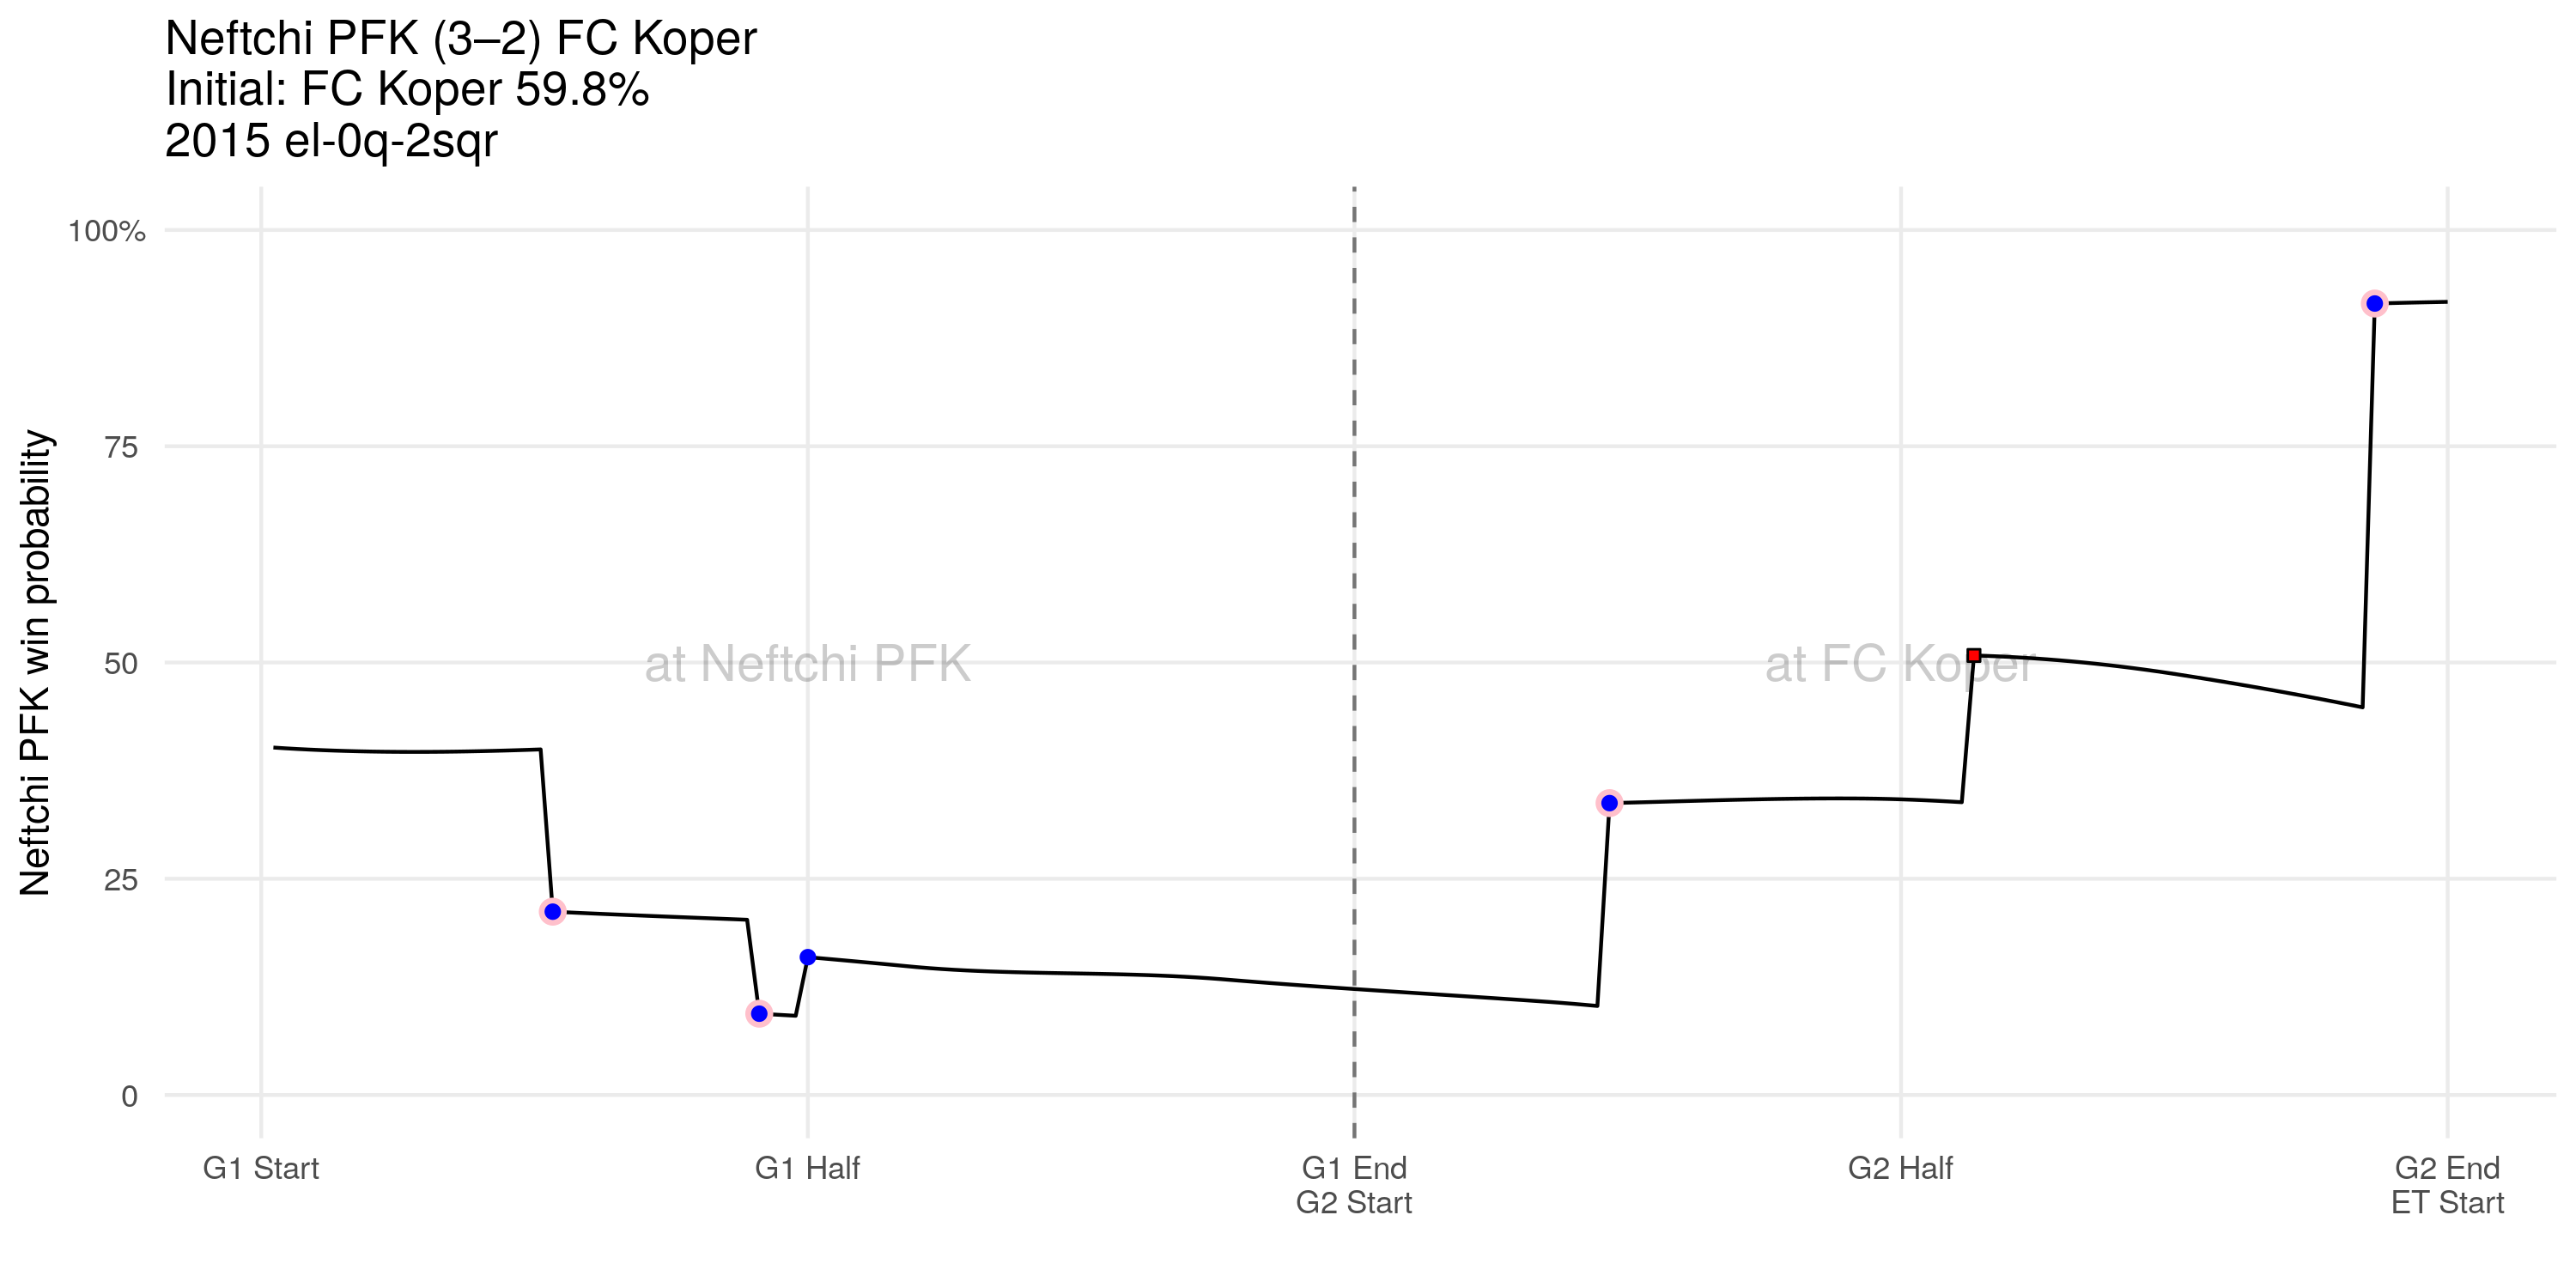 Neftchi PFK (3–2) FC Koper
Initial: FC Koper 59.8%
2015 el-0q-2sqr
Neftchi PFK win probability
100%
75
50
25
0
at Neftchi PFK
at FC Koper
G1 Start
G1 Half
G1 End
G2 Start
G2 Half
G2 End
ET Start